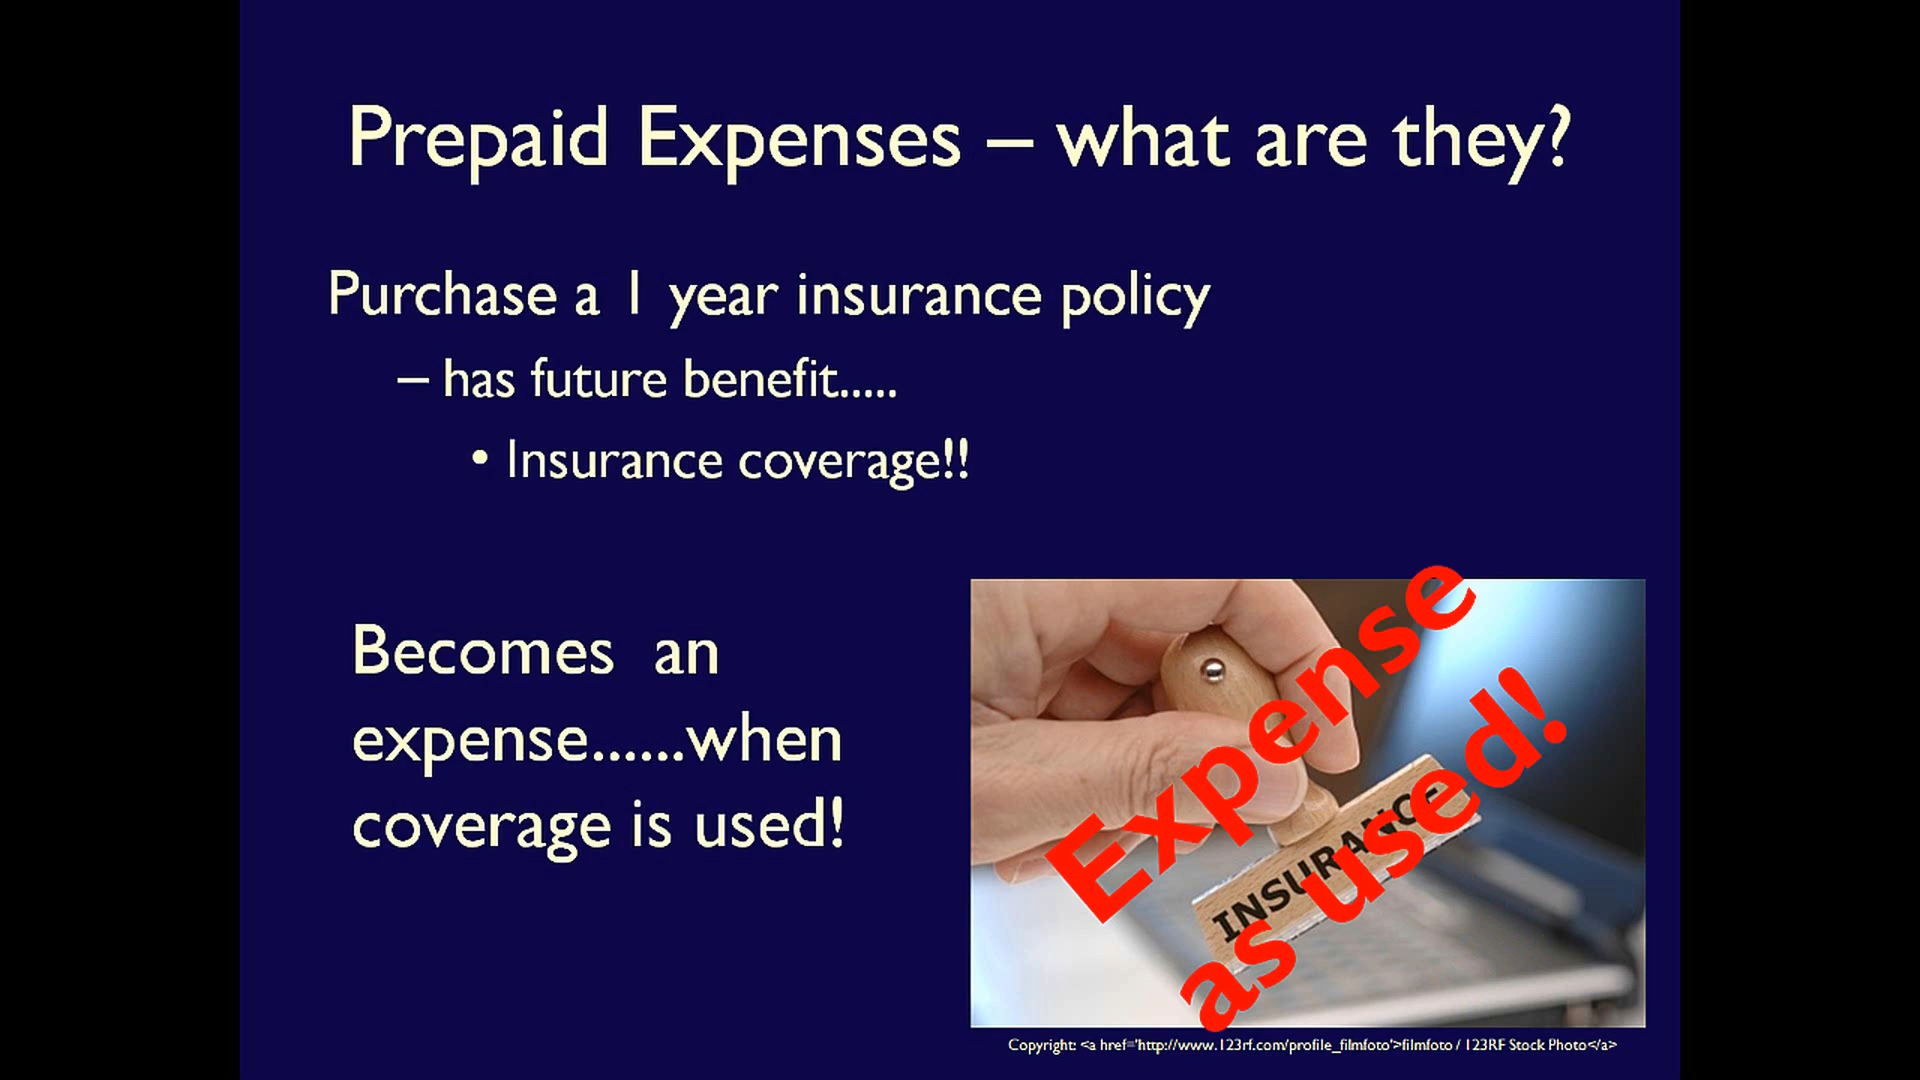 Prepaid Expenses – what are they?
Purchase a 1 year insurance policy
– has future benefit.....
• Insurance coverage!!
Becomes an
expense......when
coverage is used!
Expense
as used!
INSURANCE
Copyright: <a href='http://www.123rf.com/profile_filmfoto'>filmfoto / 123RF Stock Photo</a>